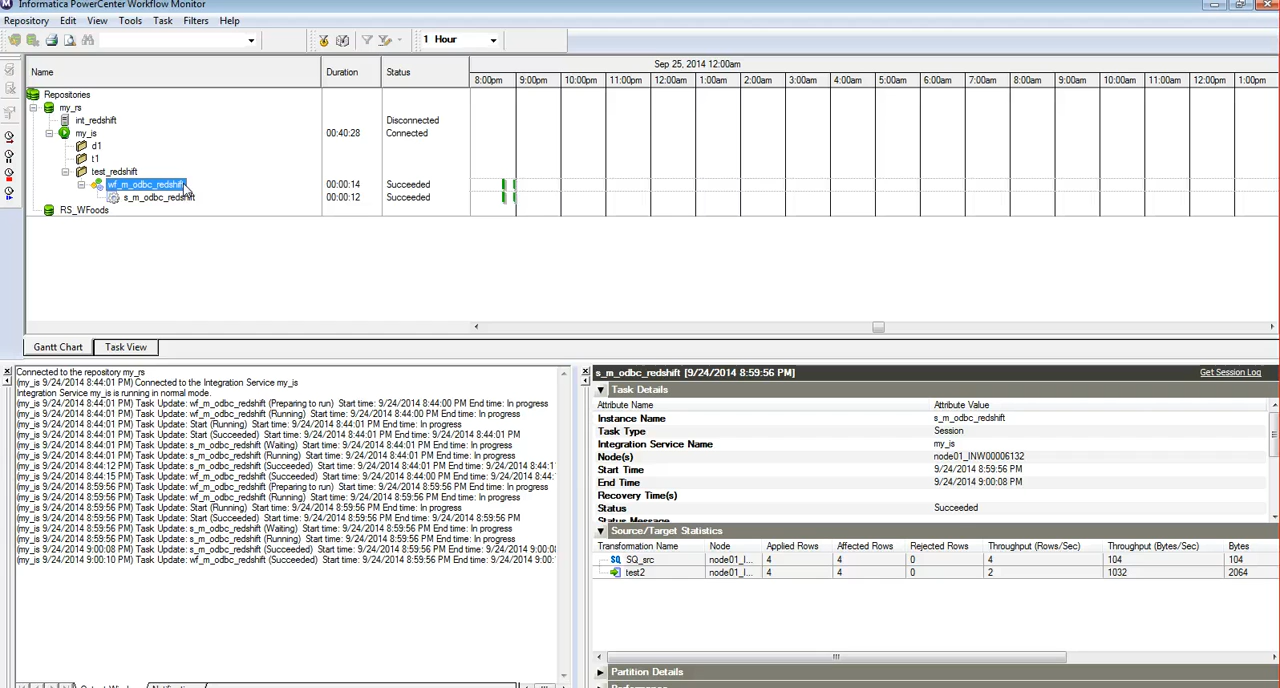 Informatica PowerCenter Workflow Monitor
Repository Edit View Tools Task Filters Help
1 Hour
Name Duration Status
Sep 25, 2014 12:00am
8:00pm 9:00pm 10:00pm 11:00pm 12:00am 1:00am 2:00am 3:00am 4:00am 5:00am 6:00am 7:00am 8:00am 9:00am 10:00am 11:00am 12:00pm 1:00pm
Repositories
my_rs
int_redshift Disconnected
my_is 00:40:28 Connected
d1
t1
test_redshift
wf_m_odbc_redshift 00:00:14 Succeeded
s_m_odbc_redshift 00:00:12 Succeeded
RS_WFoods
Gantt Chart Task View
Connected to the repository my_rs
(my_is 9/24/2014 8:44:01 PM) Connected to the Integration Service my_is
Integration Service my_is is running in normal mode.
(my_is 9/24/2014 8:44:01 PM) Task Update: wf_m_odbc_redshift (Preparing to run) Start time: 9/24/2014 8:44:00 PM End time: In progress
(my_is 9/24/2014 8:44:01 PM) Task Update: wf_m_odbc_redshift (Running) Start time: 9/24/2014 8:44:00 PM End time: In progress
(my_is 9/24/2014 8:44:01 PM) Task Update: Start (Running) Start time: 9/24/2014 8:44:01 PM End time: In progress
(my_is 9/24/2014 8:44:01 PM) Task Update: Start (Succeeded) Start time: 9/24/2014 8:44:01 PM End time: 9/24/2014 8:44:01 PM
(my_is 9/24/2014 8:44:01 PM) Task Update: s_m_odbc_redshift (Waiting) Start time: 9/24/2014 8:44:01 PM End time: In progress
(my_is 9/24/2014 8:44:01 PM) Task Update: s_m_odbc_redshift (Running) Start time: 9/24/2014 8:44:01 PM End time: In progress
(my_is 9/24/2014 8:44:12 PM) Task Update: s_m_odbc_redshift (Succeeded) Start time: 9/24/2014 8:44:01 PM End time: 9/24/2014 8:44:1
(my_is 9/24/2014 8:44:15 PM) Task Update: wf_m_odbc_redshift (Succeeded) Start time: 9/24/2014 8:44:00 PM End time: 9/24/2014 8:44:
(my_is 9/24/2014 8:59:56 PM) Task Update: wf_m_odbc_redshift (Preparing to run) Start time: 9/24/2014 8:59:56 PM End time: In progress
(my_is 9/24/2014 8:59:56 PM) Task Update: wf_m_odbc_redshift (Running) Start time: 9/24/2014 8:59:56 PM End time: In progress
(my_is 9/24/2014 8:59:56 PM) Task Update: Start (Running) Start time: 9/24/2014 8:59:56 PM End time: In progress
(my_is 9/24/2014 8:59:56 PM) Task Update: Start (Succeeded) Start time: 9/24/2014 8:59:56 PM End time: 9/24/2014 8:59:56 PM
(my_is 9/24/2014 8:59:56 PM) Task Update: s_m_odbc_redshift (Waiting) Start time: 9/24/2014 8:59:56 PM End time: In progress
(my_is 9/24/2014 8:59:56 PM) Task Update: s_m_odbc_redshift (Running) Start time: 9/24/2014 8:59:56 PM End time: In progress
(my_is 9/24/2014 9:00:08 PM) Task Update: s_m_odbc_redshift (Succeeded) Start time: 9/24/2014 8:59:56 PM End time: 9/24/2014 9:00:0
(my_is 9/24/2014 9:00:10 PM) Task Update: wf_m_odbc_redshift (Succeeded) Start time: 9/24/2014 8:59:56 PM End time: 9/24/2014 9:00:
s_m_odbc_redshift [9/24/2014 8:59:56 PM] Get Session Log
Task Details
Attribute Name Attribute Value
Instance Name s_m_odbc_redshift
Task Type Session
Integration Service Name my_is
Node(s) node01_INW00006132
Start Time 9/24/2014 8:59:56 PM
End Time 9/24/2014 9:00:08 PM
Recovery Time(s)
Status Succeeded
Status Message
Source/Target Statistics
Transformation Name Node Applied Rows Affected Rows Rejected Rows Throughput (Rows/Sec) Throughput (Bytes/Sec) Bytes
SQ_src node01_I... 4 4 0 4 104 104
test2 node01_I... 4 4 0 2 1032 2064
Partition Details